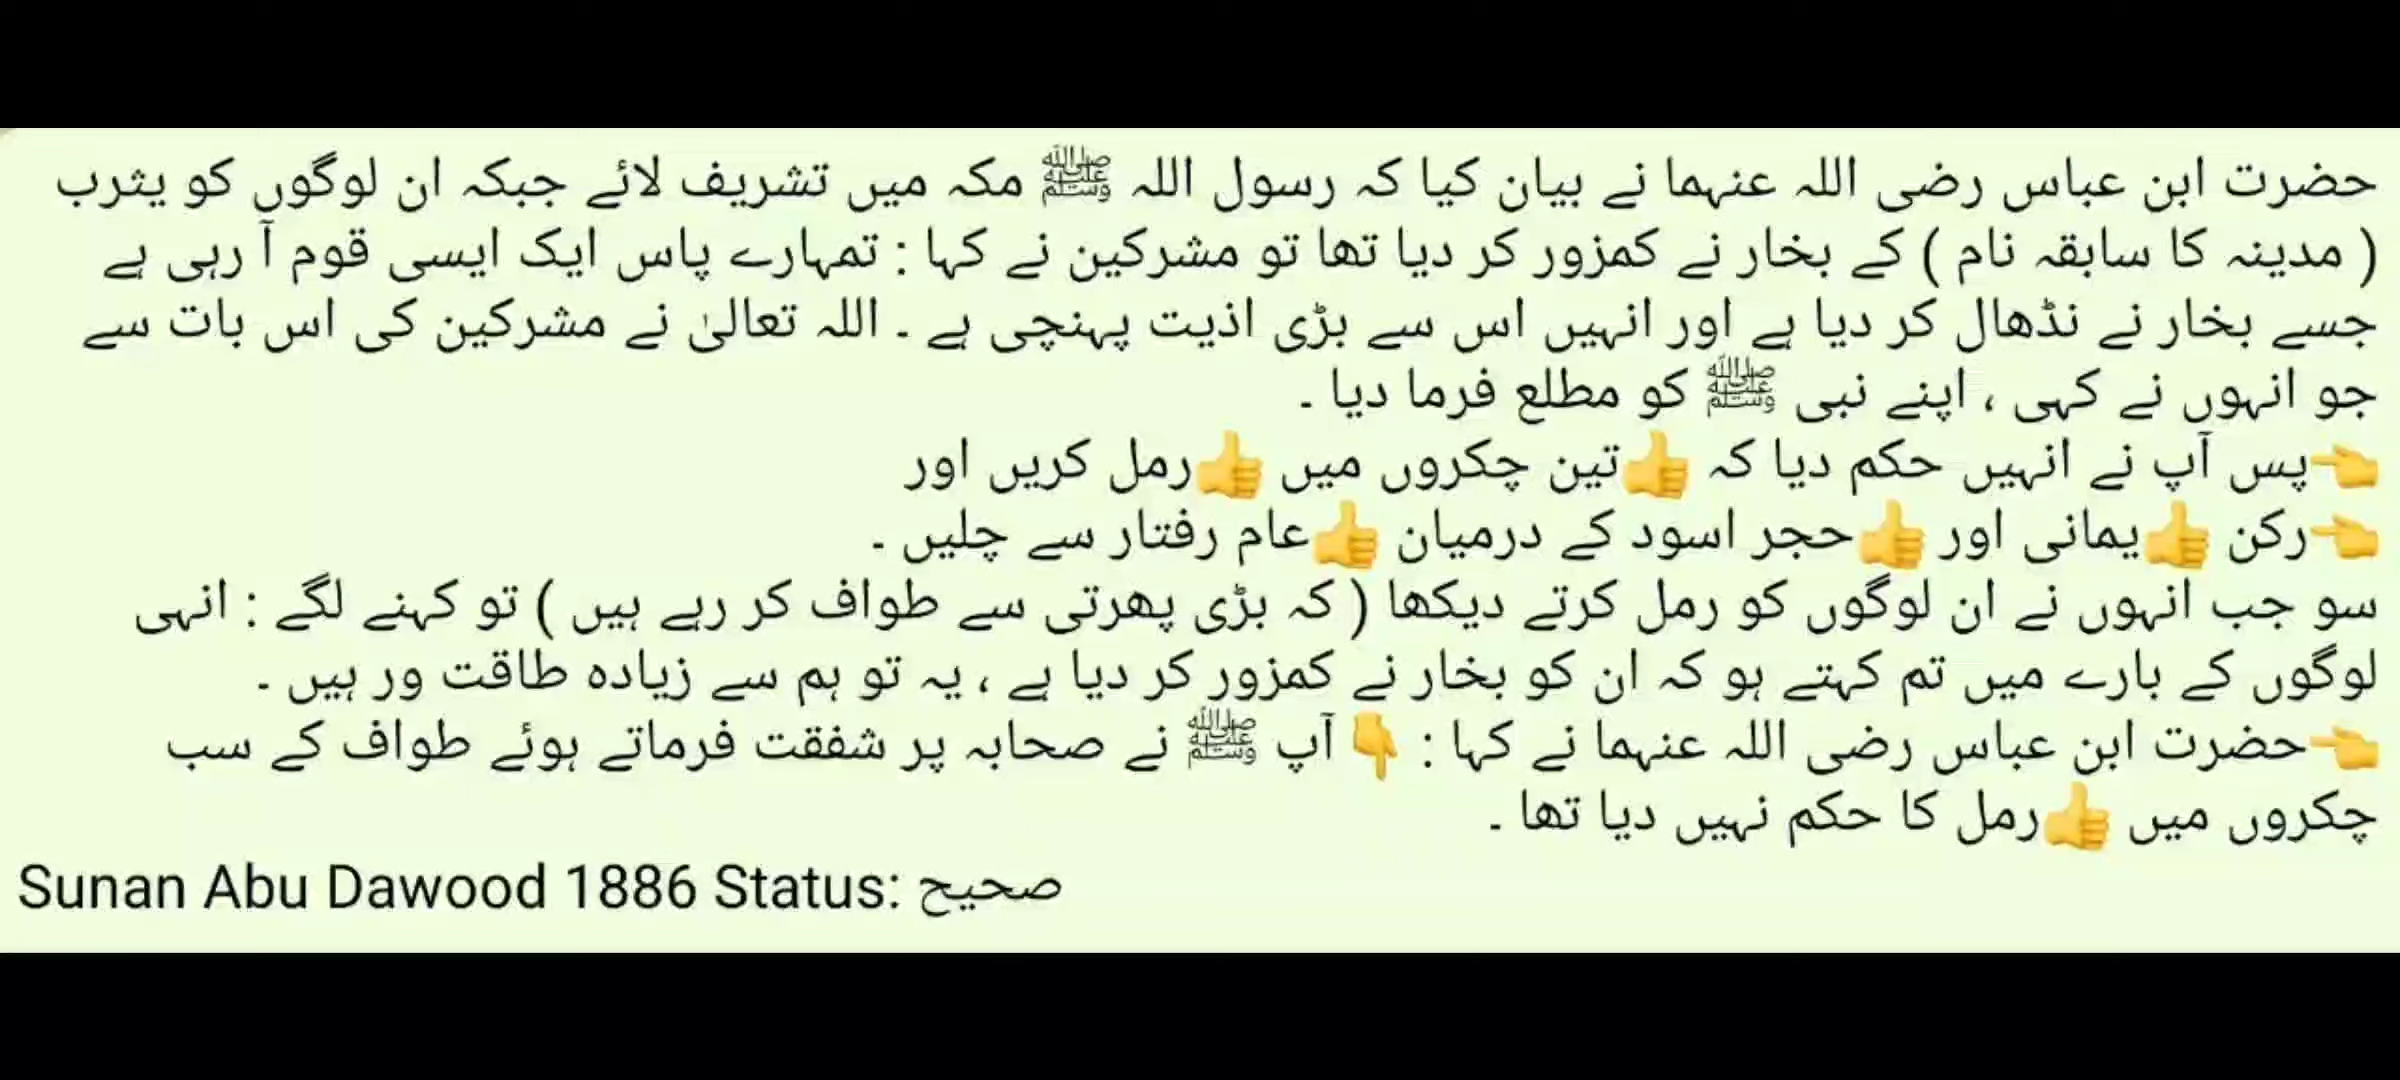 حضرت ابن عباس رضی اللہ عنہما نے بیان کیا کہ رسول اللہ ﷺ مکہ میں تشریف لائے جبکہ ان لوگوں کو یثرب
( مدینہ کا سابقہ نام ) کے بخار نے کمزور کر دیا تھا تو مشرکین نے کہا : تمہارے پاس ایک ایسی قوم آ رہی ہے
جسے بخار نے نڈھال کر دیا ہے اور انہیں اس سے بڑی اذیت پہنچی ہے ۔ اللہ تعالیٰ نے مشرکین کی اس بات سے
جو انہوں نے کہی ، اپنے نبی ﷺ کو مطلع فرما دیا ۔
👈پس آپ نے انہیں حکم دیا کہ 👍تین چکروں میں 👍رمل کریں اور
👈رکن 👍یمانی اور 👍حجر اسود کے درمیان 👍عام رفتار سے چلیں ۔
سو جب انہوں نے ان لوگوں کو رمل کرتے دیکھا ( کہ بڑی پھرتی سے طواف کر رہے ہیں ) تو کہنے لگے : انہی
لوگوں کے بارے میں تم کہتے ہو کہ ان کو بخار نے کمزور کر دیا ہے ، یہ تو ہم سے زیادہ طاقت ور ہیں ۔
👈حضرت ابن عباس رضی اللہ عنہما نے کہا : 👇آپ ﷺ نے صحابہ پر شفقت فرماتے ہوئے طواف کے سب
چکروں میں 👍رمل کا حکم نہیں دیا تھا ۔
Sunan Abu Dawood 1886 Status: صحیح